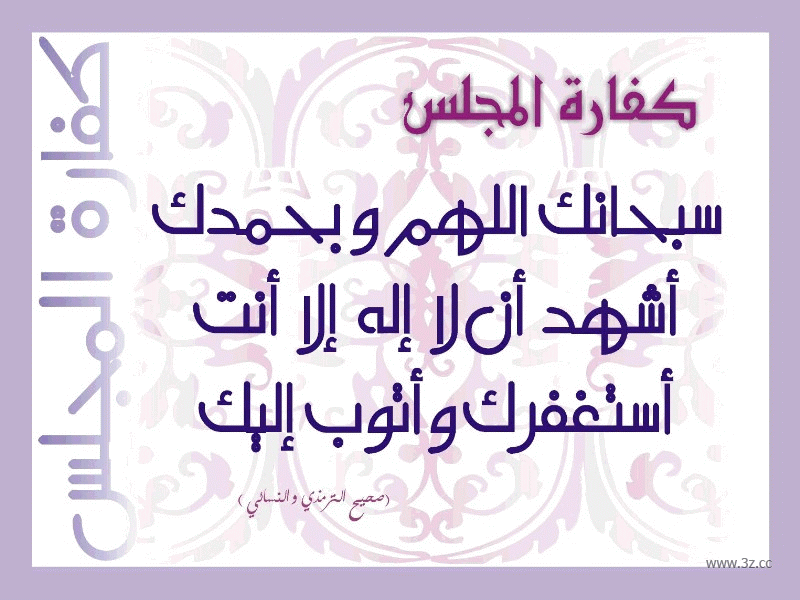 كفارة المجلس
كفارة المجلس
سبحانك اللهم وبحمدك
أشهد أن لا إله إلا أنت
أستغفرك وأتوب إليك
(صحيح الترمذي والنسائي)
www.3z.cc